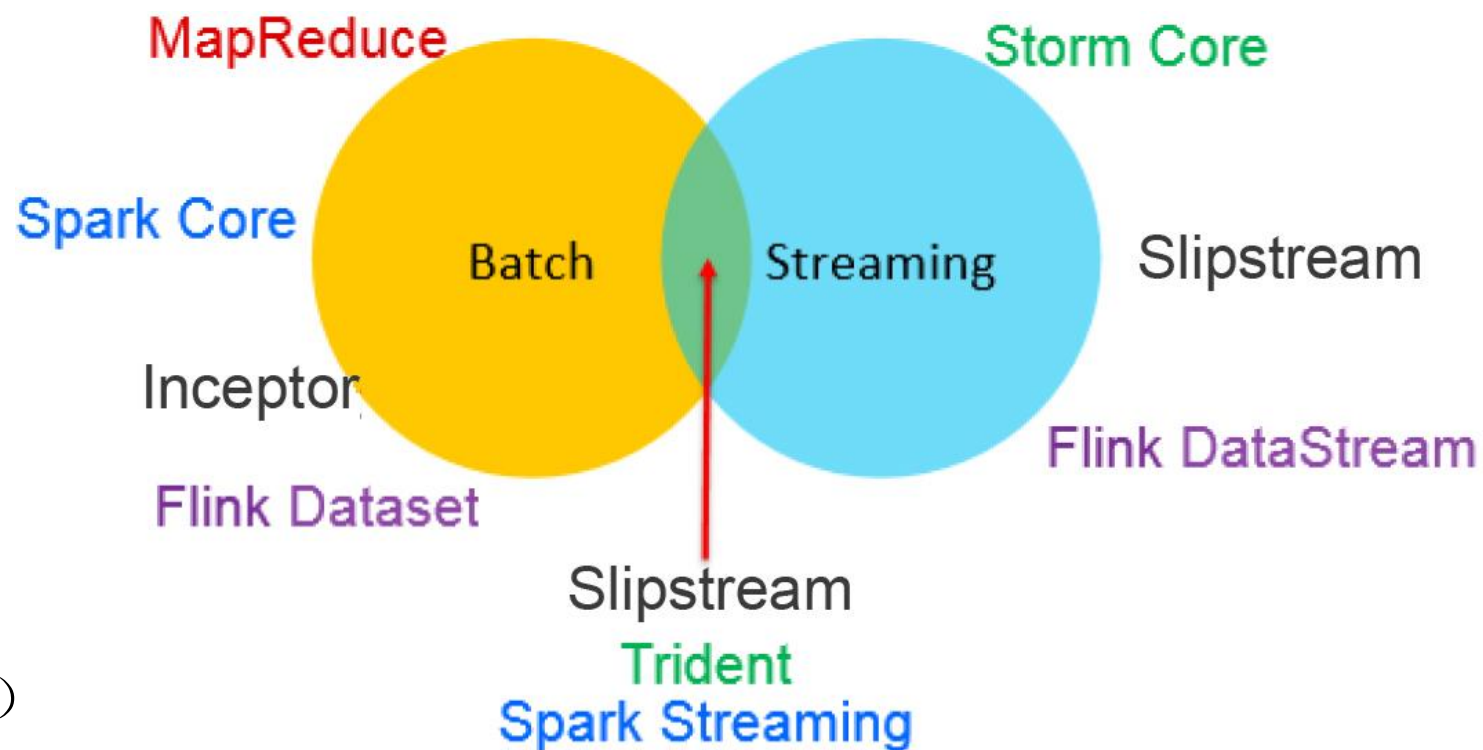 MapReduce
Storm Core
Spark Core
Batch
Streaming
Slipstream
Inceptor
Flink DataStream
Flink Dataset
Slipstream
Trident
)
Spark Streaming